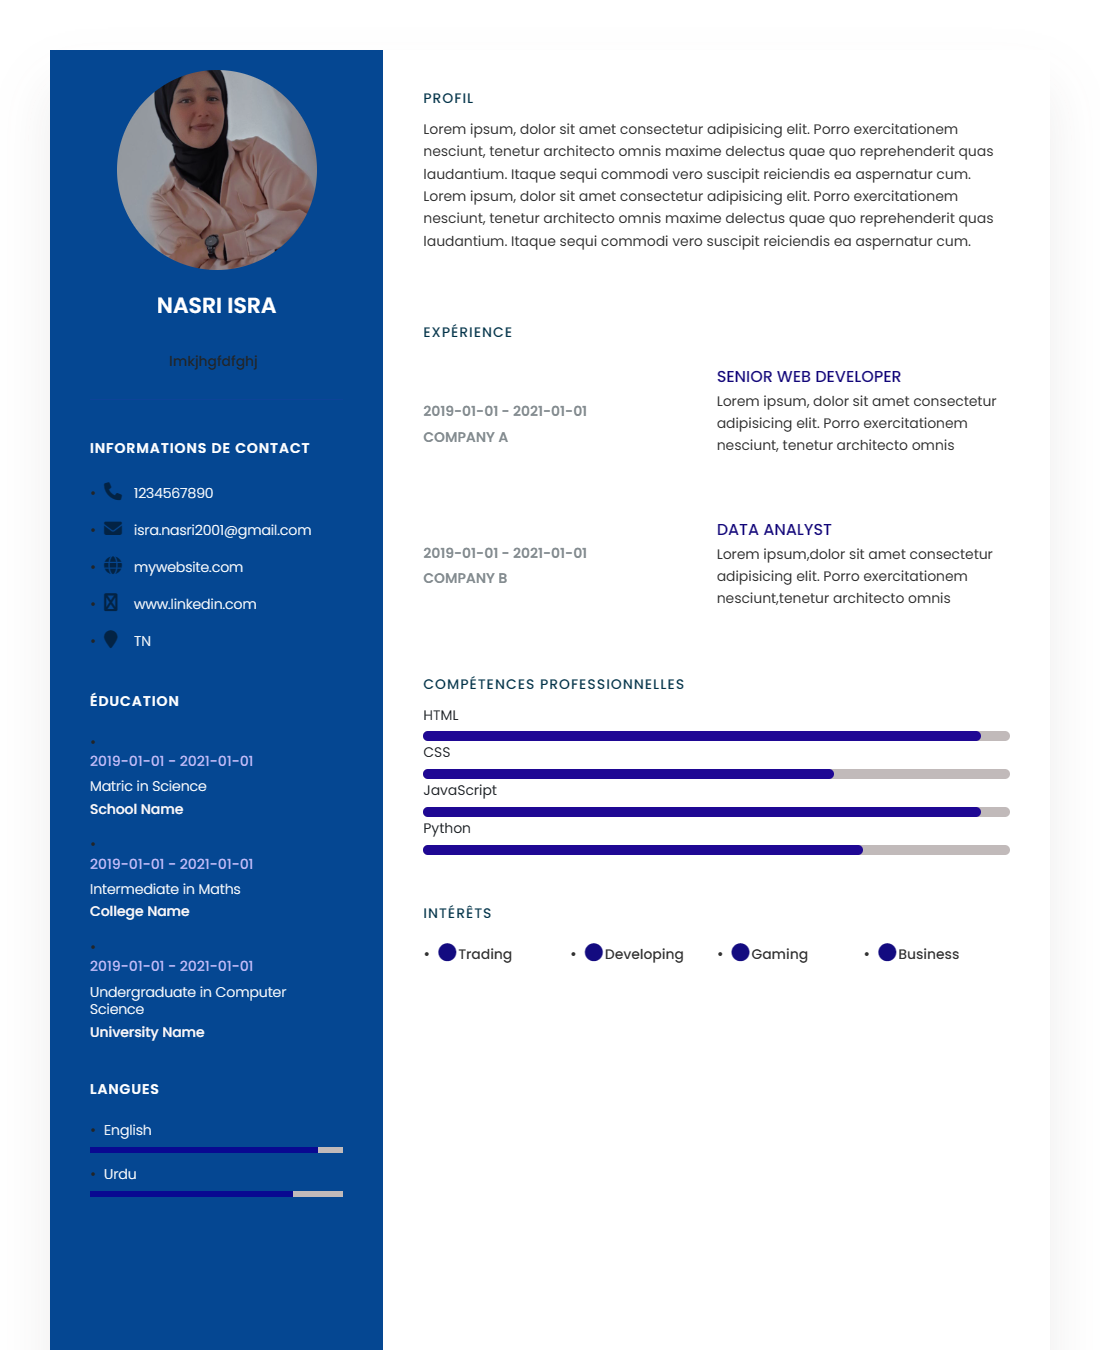 NASRI ISRA
lmkjhgfdfghj
INFORMATIONS DE CONTACT
• 1234567890
• isra.nasri2001@gmail.com
• mywebsite.com
• www.linkedin.com
• TN
ÉDUCATION
•
2019-01-01 - 2021-01-01
Matric in Science
School Name
•
2019-01-01 - 2021-01-01
Intermediate in Maths
College Name
•
2019-01-01 - 2021-01-01
Undergraduate in Computer
Science
University Name
LANGUES
• English
• Urdu
PROFIL
Lorem ipsum, dolor sit amet consectetur adipisicing elit. Porro exercitationem
nesciunt, tenetur architecto omnis maxime delectus quae quo reprehenderit quas
laudantium. Itaque sequi commodi vero suscipit reiciendis ea aspernatur cum.
Lorem ipsum, dolor sit amet consectetur adipisicing elit. Porro exercitationem
nesciunt, tenetur architecto omnis maxime delectus quae quo reprehenderit quas
laudantium. Itaque sequi commodi vero suscipit reiciendis ea aspernatur cum.
EXPÉRIENCE
2019-01-01 - 2021-01-01
COMPANY A
SENIOR WEB DEVELOPER
Lorem ipsum, dolor sit amet consectetur
adipisicing elit. Porro exercitationem
nesciunt, tenetur architecto omnis
2019-01-01 - 2021-01-01
COMPANY B
DATA ANALYST
Lorem ipsum,dolor sit amet consectetur
adipisicing elit. Porro exercitationem
nesciunt,tenetur architecto omnis
COMPÉTENCES PROFESSIONNELLES
HTML
CSS
JavaScript
Python
INTÉRÊTS
• Trading • Developing • Gaming • Business